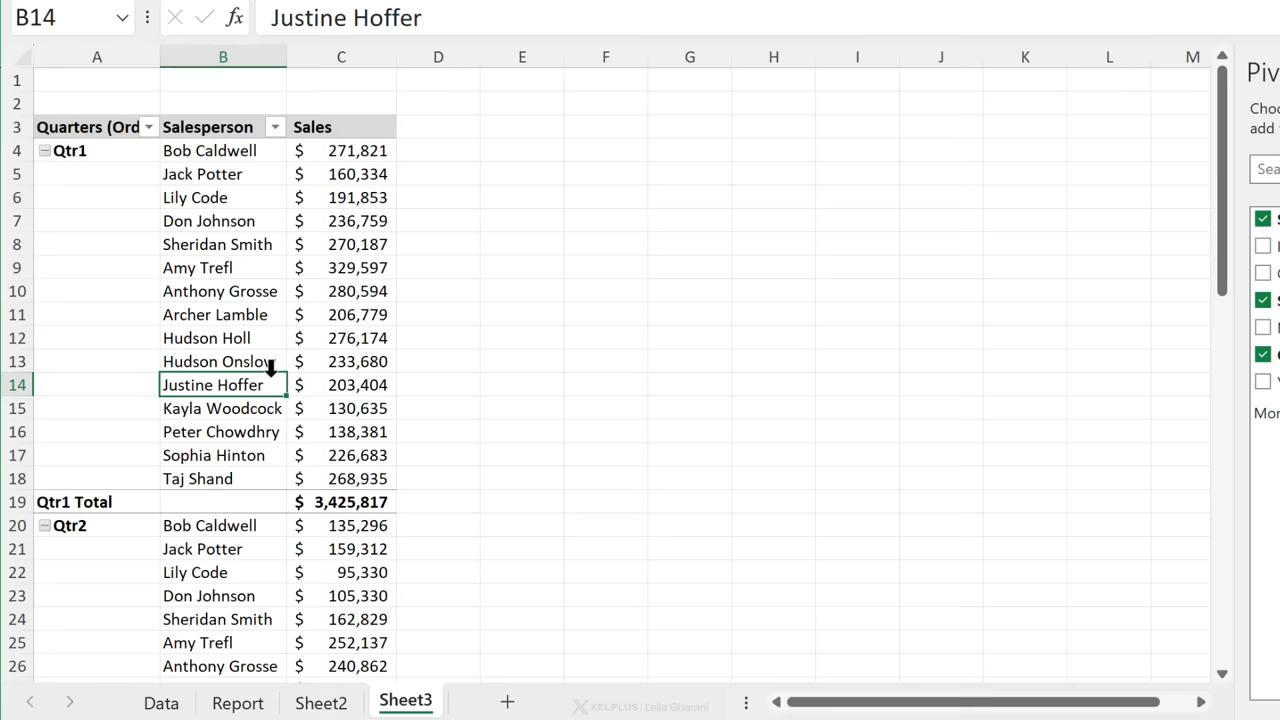 B14 fx Justine Hoffer
A B C D E F G H I J K L M
1
2
3 Quarters (Ord Salesperson Sales
4 Qtr1 Bob Caldwell $ 271,821
5 Jack Potter $ 160,334
6 Lily Code $ 191,853
7 Don Johnson $ 236,759
8 Sheridan Smith $ 270,187
9 Amy Trefl $ 329,597
10 Anthony Grosse $ 280,594
11 Archer Lamble $ 206,779
12 Hudson Holl $ 276,174
13 Hudson Onslow $ 233,680
14 Justine Hoffer $ 203,404
15 Kayla Woodcock $ 130,635
16 Peter Chowdhry $ 138,381
17 Sophia Hinton $ 226,683
18 Taj Shand $ 268,935
19 Qtr1 Total $ 3,425,817
20 Qtr2 Bob Caldwell $ 135,296
21 Jack Potter $ 159,312
22 Lily Code $ 95,330
23 Don Johnson $ 105,330
24 Sheridan Smith $ 162,829
25 Amy Trefl $ 252,137
26 Anthony Grosse $ 240,862
Data Report Sheet2 Sheet3 +
XELPLUS | Leila Gharani
Piv
Choo
add
Sea
Mor